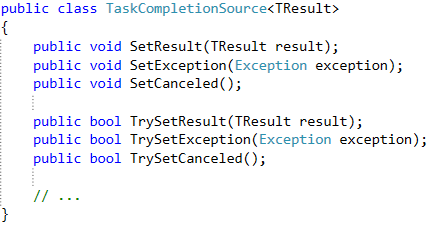 public class TaskCompletionSource<TResult>
{
    public void SetResult(TResult result);
    public void SetException(Exception exception);
    public void SetCanceled();

    public bool TrySetResult(TResult result);
    public bool TrySetException(Exception exception);
    public bool TrySetCanceled();

    // ...
}